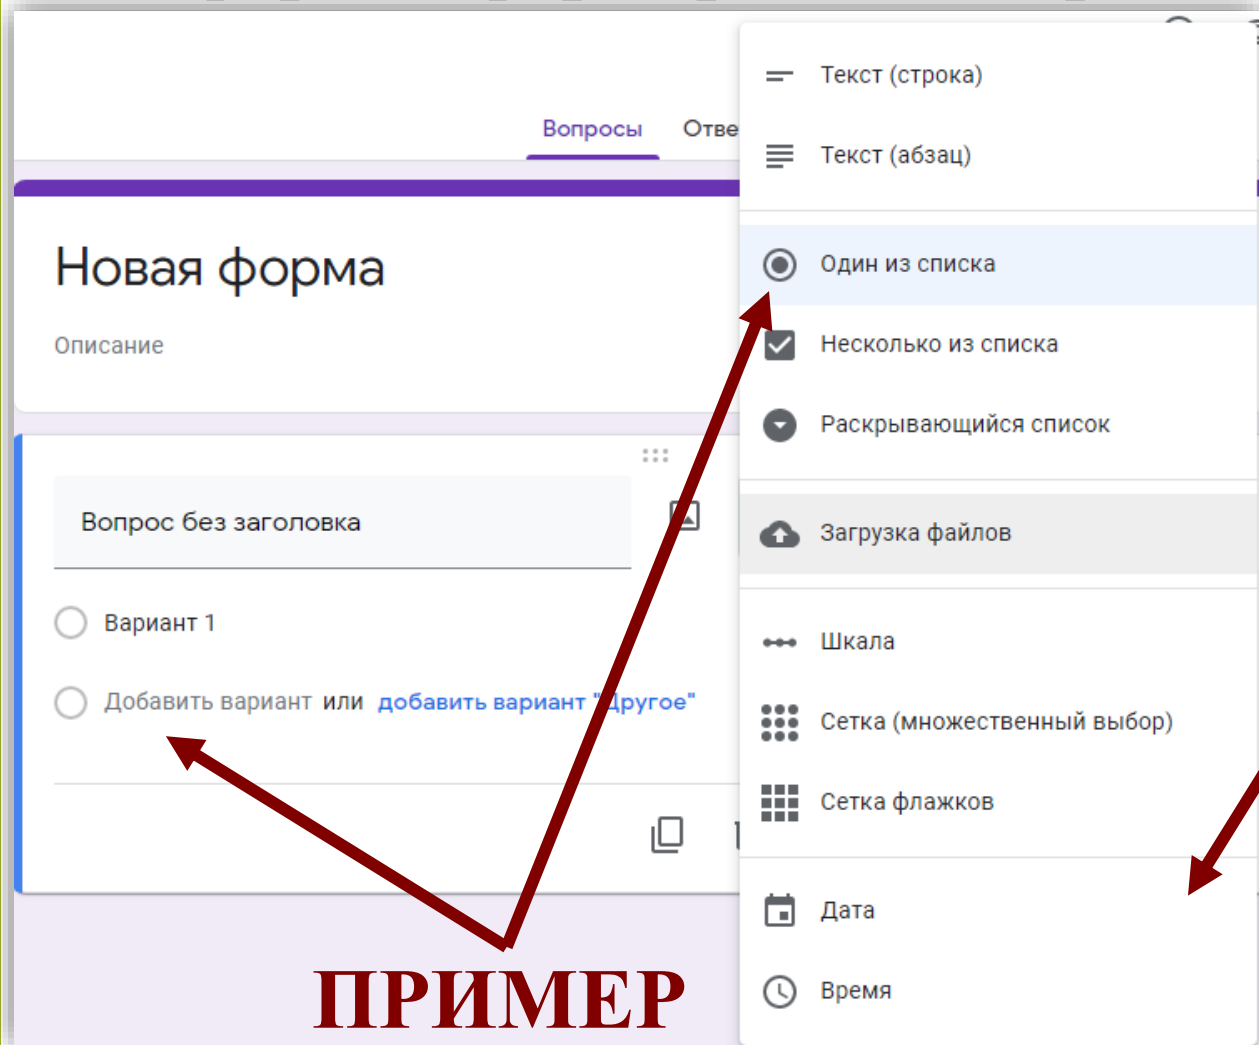 Вопросы Отве
Новая форма
Описание
Вопрос без заголовка
Вариант 1
Добавить вариант или добавить вариант "Другое"
ПРИМЕР
Текст (строка)
Текст (абзац)
Один из списка
Несколько из списка
Раскрывающийся список
Загрузка файлов
Шкала
Сетка (множественный выбор)
Сетка флажков
Дата
Время